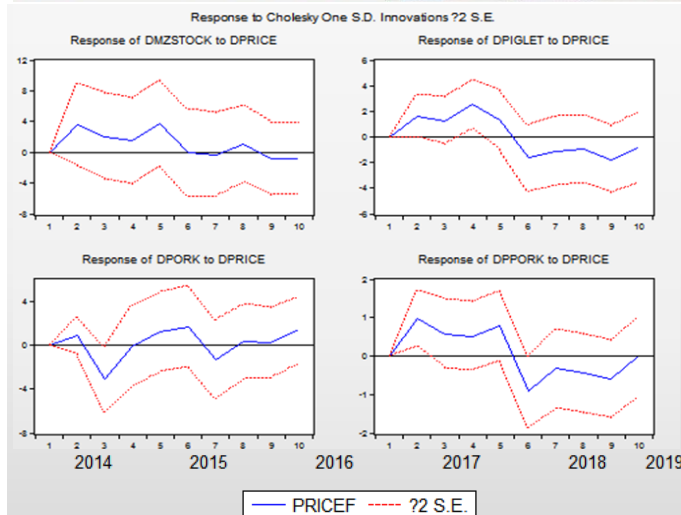 Response to Cholesky One S.D. Innovations ?2 S.E.
Response of DMZSTOCK to DPRICE
Response of DPIGLET to DPRICE
12
8
4
0
-4
-8
1 2 3 4 5 6 7 8 9 10
6
4
2
0
-2
-4
-6
1 2 3 4 5 6 7 8 9 10
Response of DPORK to DPRICE
Response of DPPORK to DPRICE
4
0
-4
-8
1 2 3 4 5 6 7 8 9 10
2
1
0
-1
-2
1 2 3 4 5 6 7 8 9 10
2014 2015 2016 2017 2018 2019
PRICEF ?2 S.E.